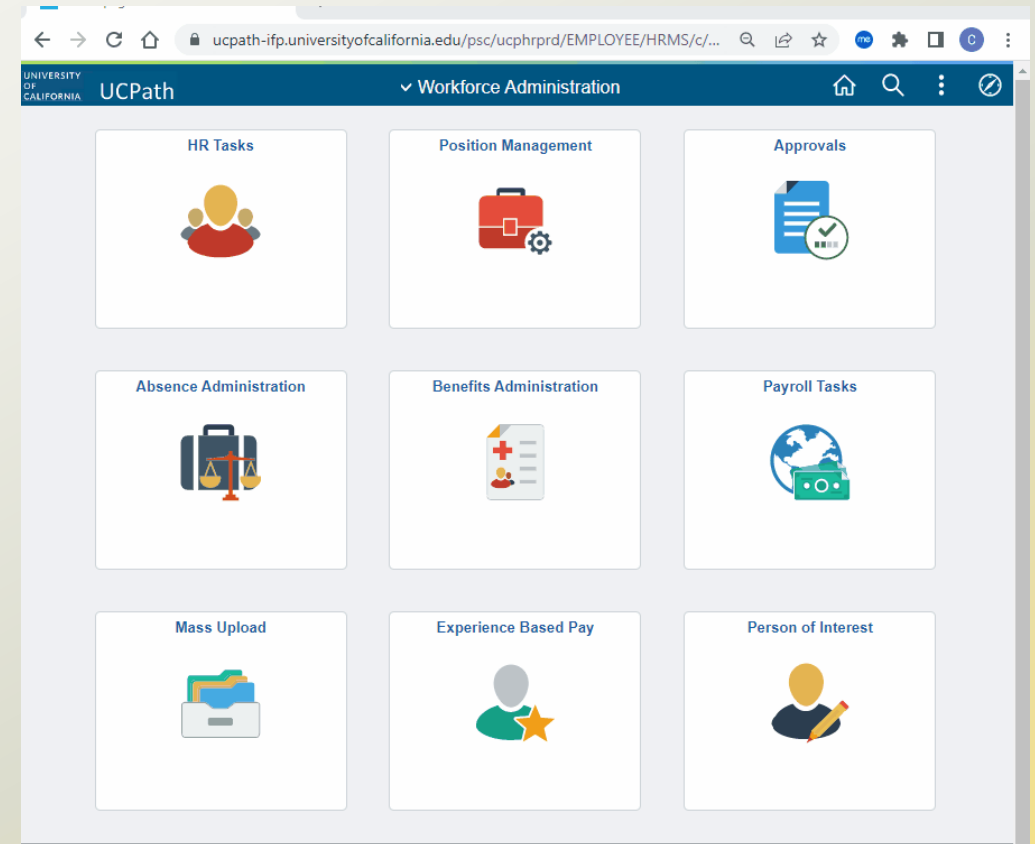 ucpath-ifp.universityofcalifornia.edu/psc/ucphrprd/EMPLOYEE/HRMS/c/...
me
C
UNIVERSITY
OF
CALIFORNIA
UCPath
Workforce Administration
HR Tasks
Position Management
Approvals
Absence Administration
Benefits Administration
Payroll Tasks
Mass Upload
Experience Based Pay
Person of Interest